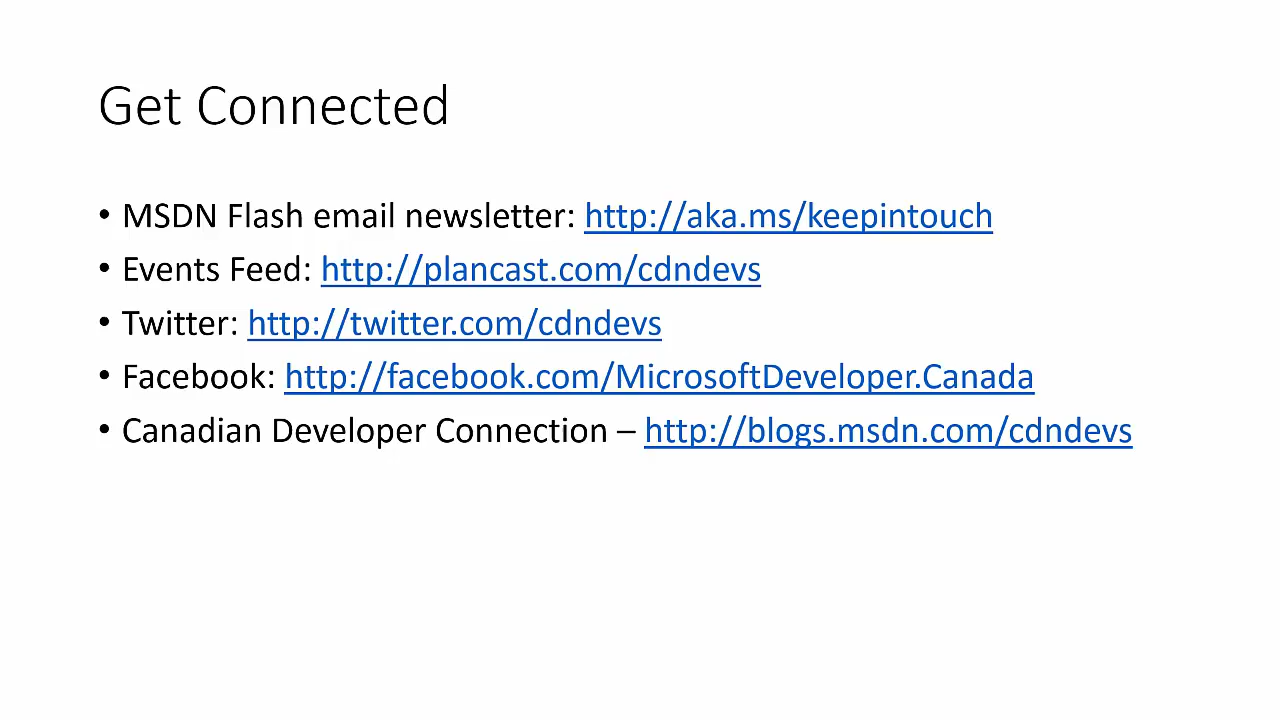 Get Connected
• MSDN Flash email newsletter: http://aka.ms/keepintouch
• Events Feed: http://plancast.com/cdndevs
• Twitter: http://twitter.com/cdndevs
• Facebook: http://facebook.com/MicrosoftDeveloper.Canada
• Canadian Developer Connection – http://blogs.msdn.com/cdndevs